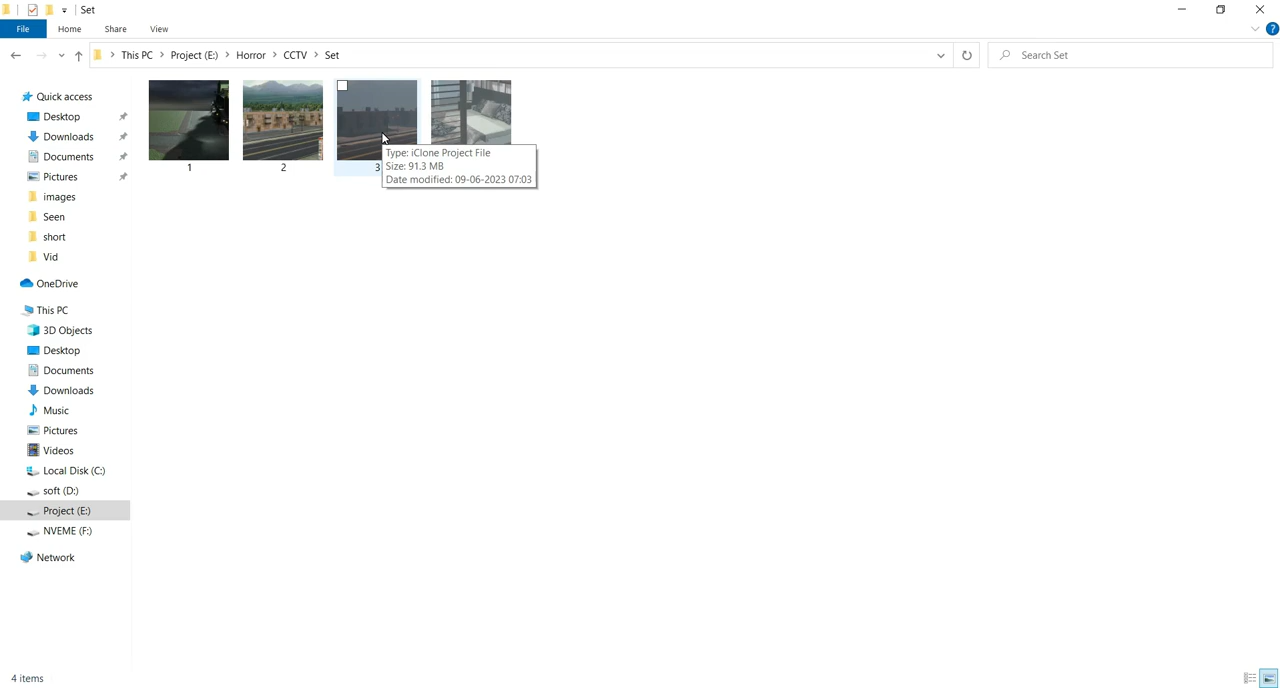 Set
File Home Share View
This PC Project (E:) Horror CCTV Set
Search Set
Quick access
Desktop
Downloads
Documents
Pictures
images
Seen
short
Vid
OneDrive
This PC
3D Objects
Desktop
Documents
Downloads
Music
Pictures
Videos
Local Disk (C:)
soft (D:)
Project (E:)
NVEME (F:)
Network
1 2 3
Type: iClone Project File
Size: 91.3 MB
Date modified: 09-06-2023 07:03
4 items